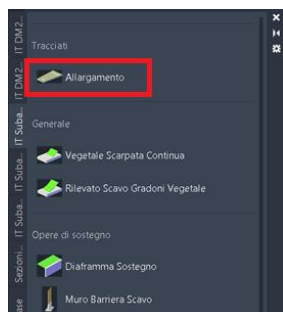 IT DM2...
IT DM2...
IT Suba...
IT Suba...
IT Suba...
Sezioni...
ase
Tracciati
Allargamento
Generale
Vegetale Scarpata Continua
Rilevato Scavo Gradoni Vegetale
Opere di sostegno
Diaframma Sostegno
Muro Barriera Scavo